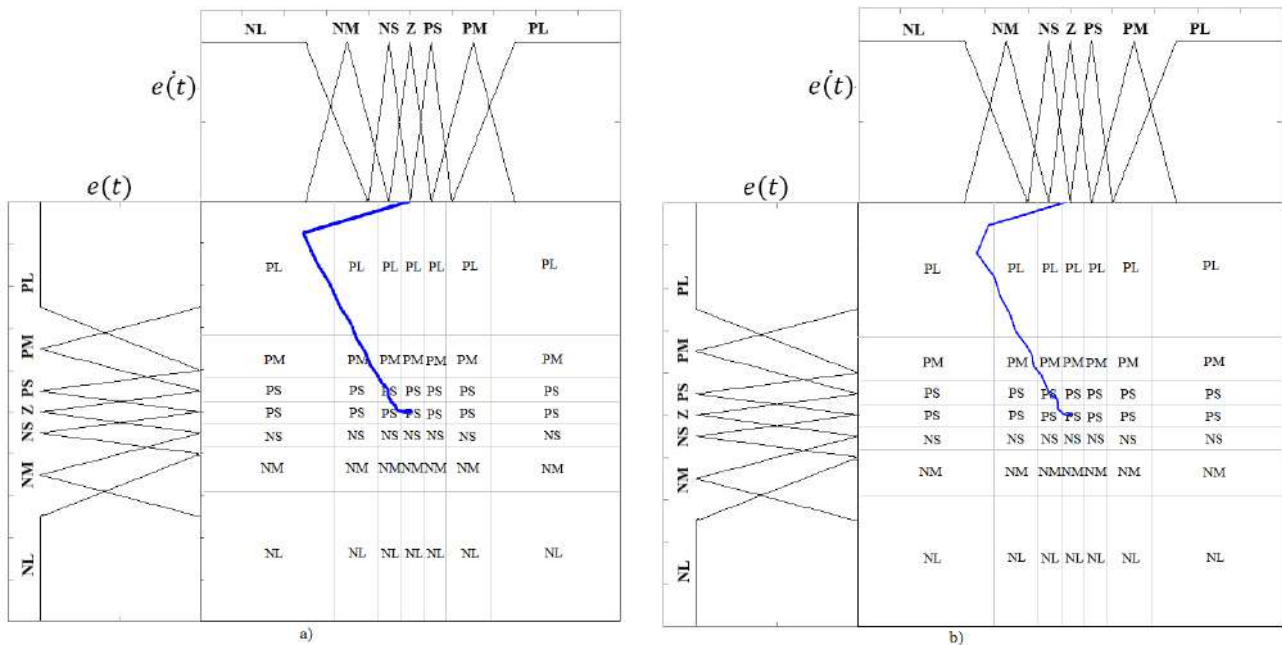 NL NM NS Z PS PM PL
e(ṫ)
e(t)
PL
PM
PS
Z
NS
NM
NL
PL PL PL PL PL PL PL
PM PM PM PM PM PM PM
PS PS PS PS PS PS PS
PS PS PS PS PS PS PS
NS NS NS NS NS NS NS
NM NM NM NM NM NM NM
NL NL NL NL NL NL NL
a)
NL NM NS Z PS PM PL
e(ṫ)
e(t)
PL
PM
PS
Z
NS
NM
NL
PL PL PL PL PL PL PL
PM PM PM PM PM PM PM
PS PS PS PS PS PS PS
PS PS PS PS PS PS PS
NS NS NS NS NS NS NS
NM NM NM NM NM NM NM
NL NL NL NL NL NL NL
b)